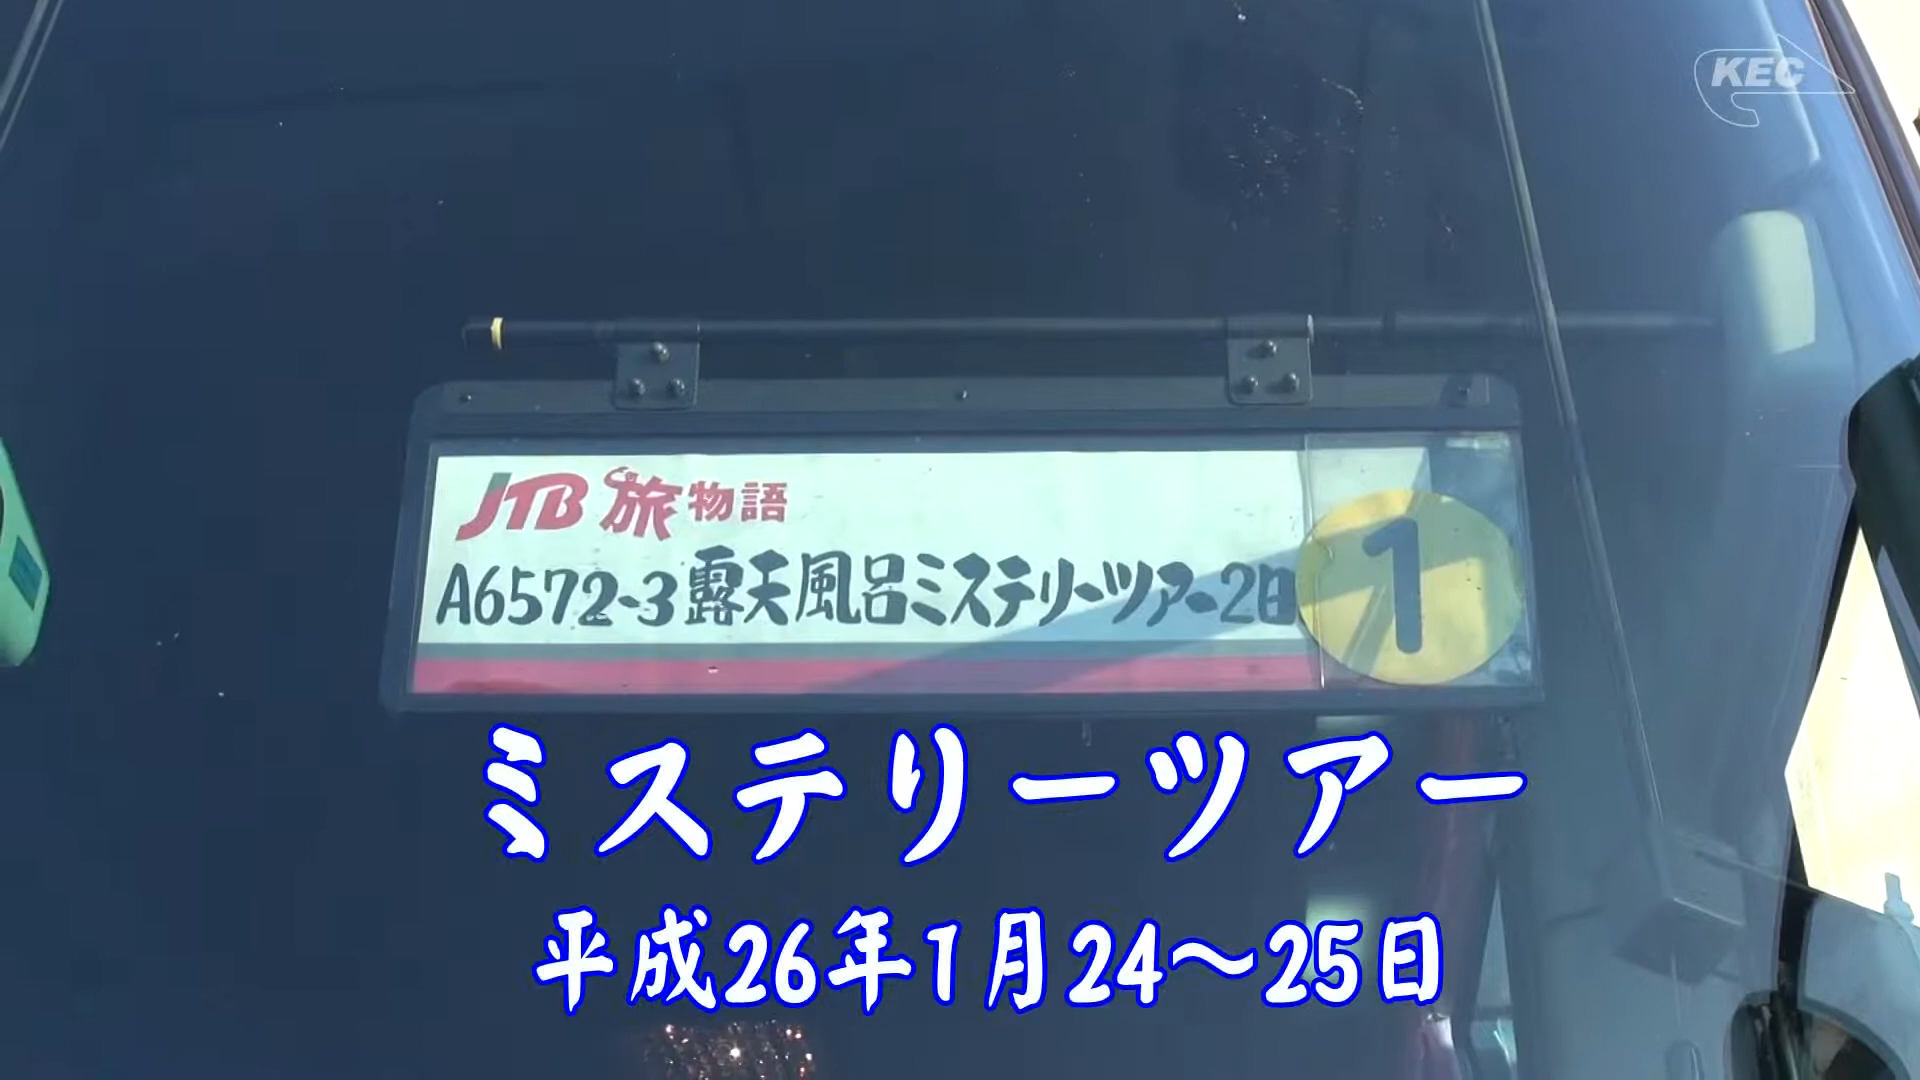 KEC
JTB 旅物語
A6572-3露天風呂ミステリーツアー2日
1
ミステリーツアー
平成26年1月24～25日